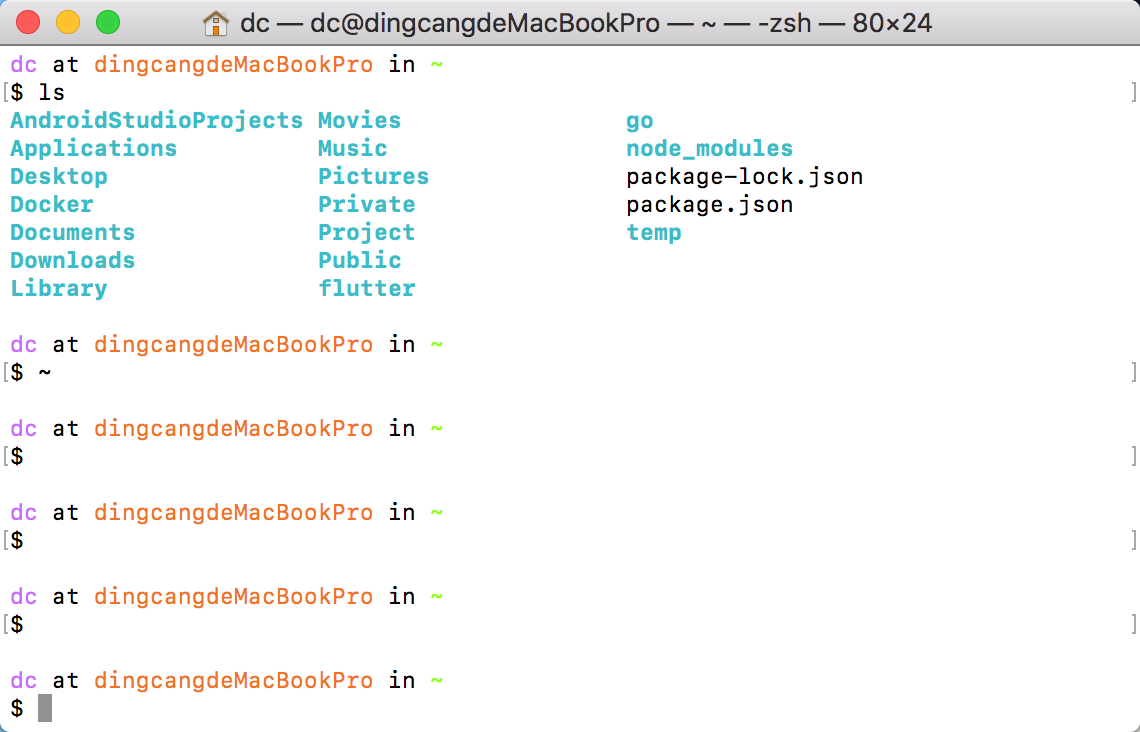 dc — dc@dingcangdeMacBookPro — ~ — -zsh — 80×24
dc at dingcangdeMacBookPro in ~
[$ ls ]
AndroidStudioProjects Movies go
Applications Music node_modules
Desktop Pictures package-lock.json
Docker Private package.json
Documents Project temp
Downloads Public
Library flutter
dc at dingcangdeMacBookPro in ~
[$ ~ ]
dc at dingcangdeMacBookPro in ~
[$ ]
dc at dingcangdeMacBookPro in ~
[$ ]
dc at dingcangdeMacBookPro in ~
[$ ]
dc at dingcangdeMacBookPro in ~
$